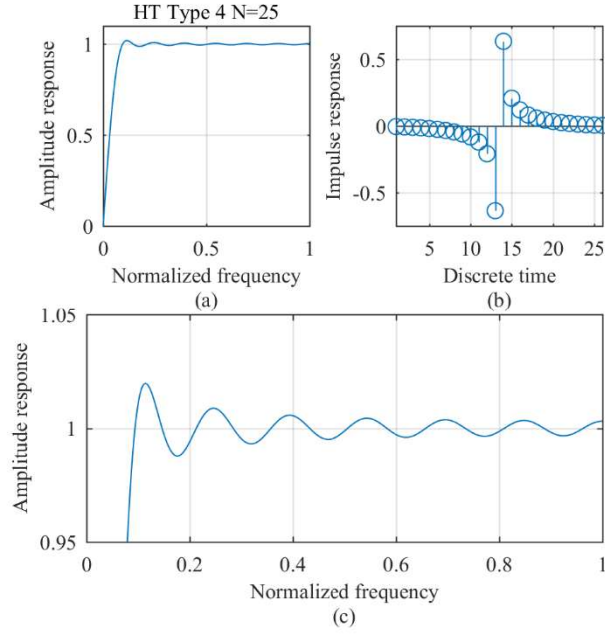 HT Type 4 N=25
Amplitude response
1
0.5
0
0 0.5 1
Normalized frequency
(a)
Impulse response
0.5
0
-0.5
5 10 15 20 25
Discrete time
(b)
Amplitude response
1.05
1
0.95
0 0.2 0.4 0.6 0.8 1
Normalized frequency
(c)